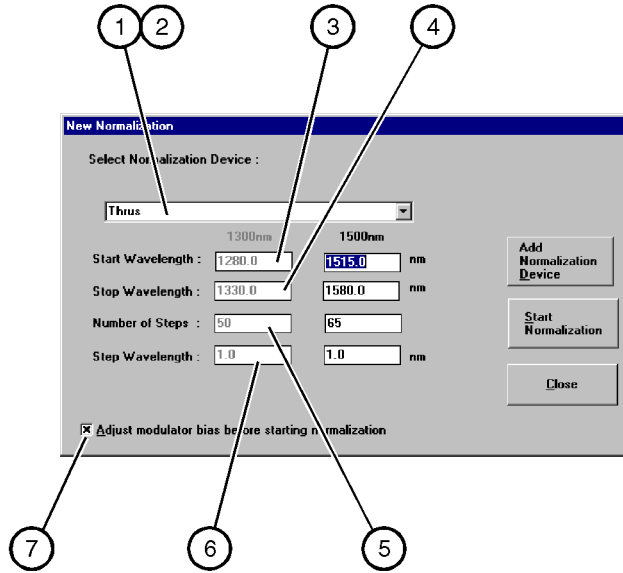 1 2 3 4
New Normalization
Select Normalization Device :
Thrus
1300nm 1500nm
Start Wavelength : 1280.0 1515.0 nm
Stop Wavelength : 1330.0 1580.0 nm
Number of Steps : 50 65
Step Wavelength : 1.0 1.0 nm
Add
Normalization
Device
Start
Normalization
Close
Adjust modulator bias before starting normalization
7 6 5